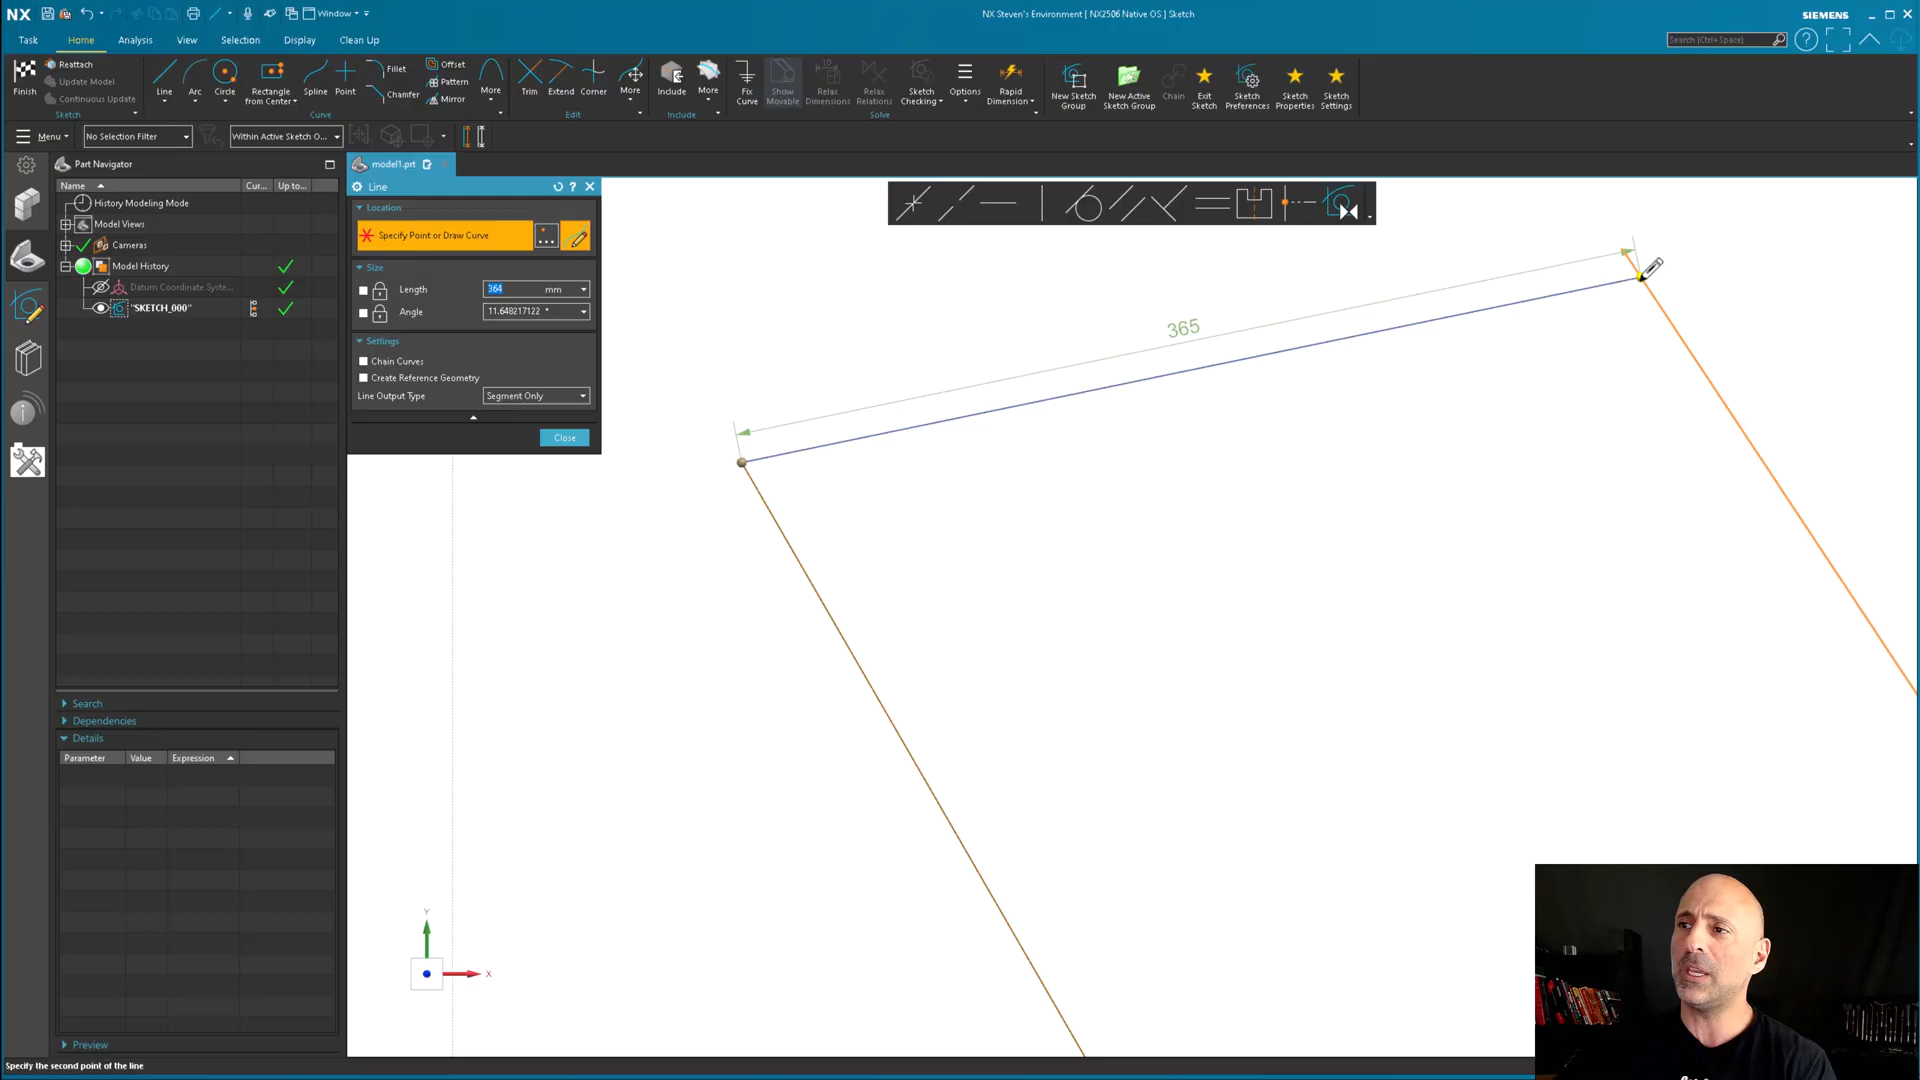 NX
Window
NX Steven's Environment [ NX2506 Native OS ] Sketch
SIEMENS
Task
Home
Analysis
View
Selection
Display
Clean Up
Search (Ctrl+Space)
Finish
Reattach
Update Model
Continuous Update
Sketch
Line
Arc
Circle
Rectangle from Center
Spline
Point
Fillet
Chamfer
Offset
Pattern
Mirror
More
Curve
Trim
Extend
Corner
More
Edit
Include
More
Include
Fix Curve
Show Movable
Relax Dimensions
Relax Relations
Sketch Checking
Options
Rapid Dimension
Solve
New Sketch Group
New Active Sketch Group
Chain
Exit Sketch
Sketch Preferences
Sketch Properties
Sketch Settings
Menu
No Selection Filter
Within Active Sketch O...
Part Navigator
Name
Cur...
Up to...
History Modeling Mode
Model Views
Cameras
Model History
Datum Coordinate Syste...
"SKETCH_000"
Search
Dependencies
Details
Parameter
Value
Expression
Preview
model1.prt
Line
Location
Specify Point or Draw Curve
Size
Length
364
mm
Angle
11.648217122 °
Settings
Chain Curves
Create Reference Geometry
Line Output Type
Segment Only
Close
365
Y
X
Specify the second point of the line